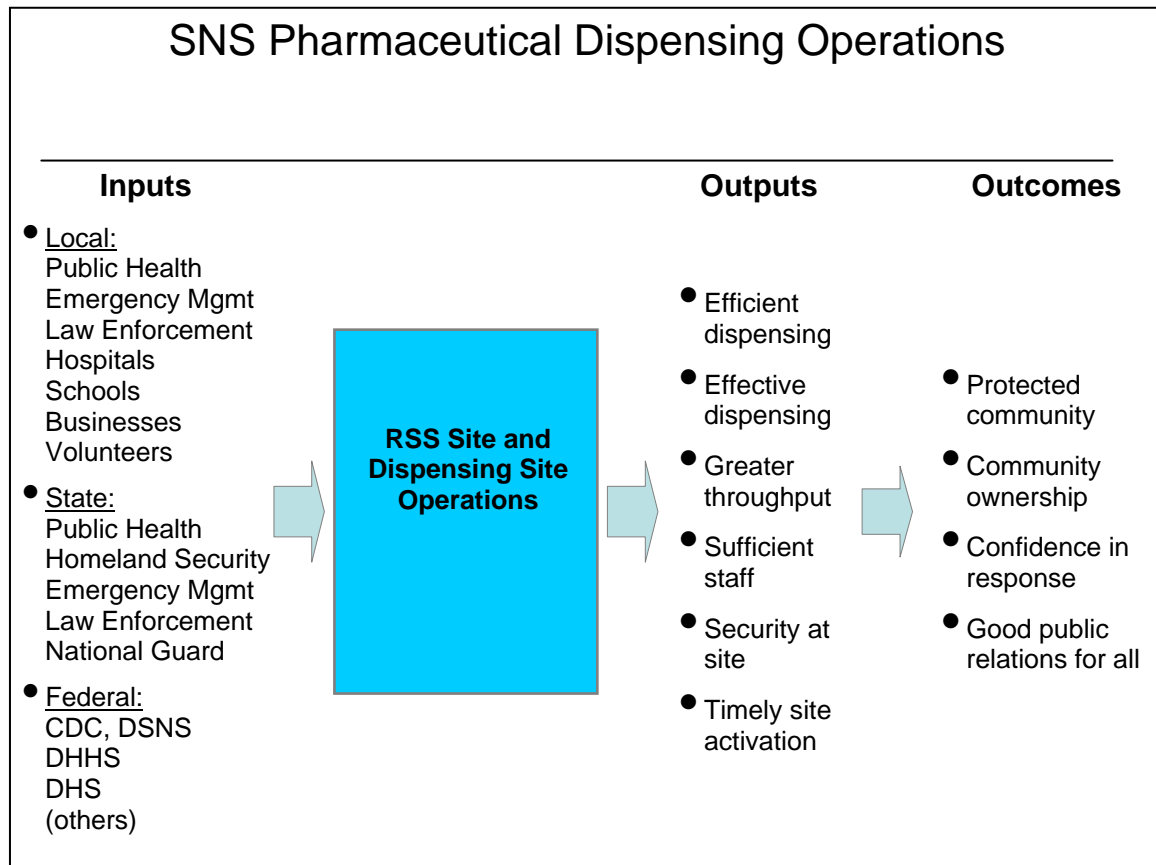 SNS Pharmaceutical Dispensing Operations
Inputs
• Local:
Public Health
Emergency Mgmt
Law Enforcement
Hospitals
Schools
Businesses
Volunteers
• State:
Public Health
Homeland Security
Emergency Mgmt
Law Enforcement
National Guard
• Federal:
CDC, DSNS
DHHS
DHS
(others)
RSS Site and
Dispensing Site
Operations
Outputs
• Efficient
dispensing
• Effective
dispensing
• Greater
throughput
• Sufficient
staff
• Security at
site
• Timely site
activation
Outcomes
• Protected
community
• Community
ownership
• Confidence in
response
• Good public
relations for all